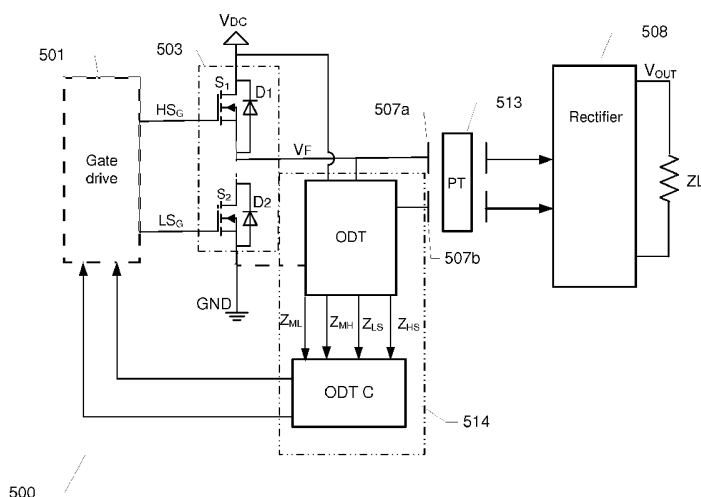 VDC
501
503
508
S1
D1
HSG
507a
513
VOUT
Rectifier
VF
Gate
drive
PT
ZL
S2
D2
LSG
ODT
507b
GND
ZML
ZMH
ZLS
ZHS
ODT C
514
500